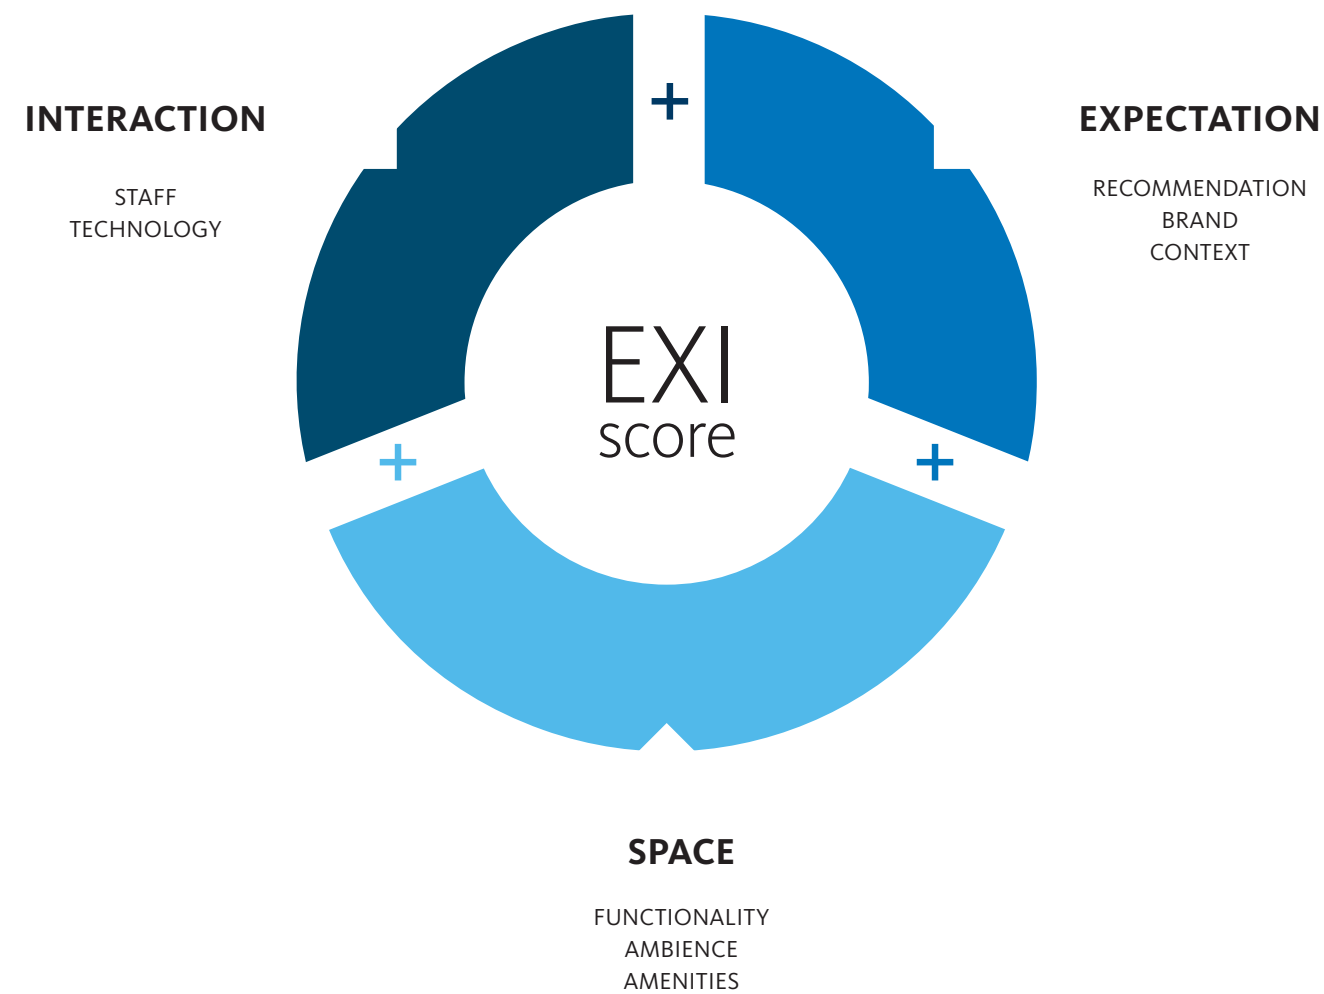 INTERACTION
STAFF
TECHNOLOGY
+
EXPECTATION
RECOMMENDATION
BRAND
CONTEXT
EXI
score
+
+
SPACE
FUNCTIONALITY
AMBIENCE
AMENITIES